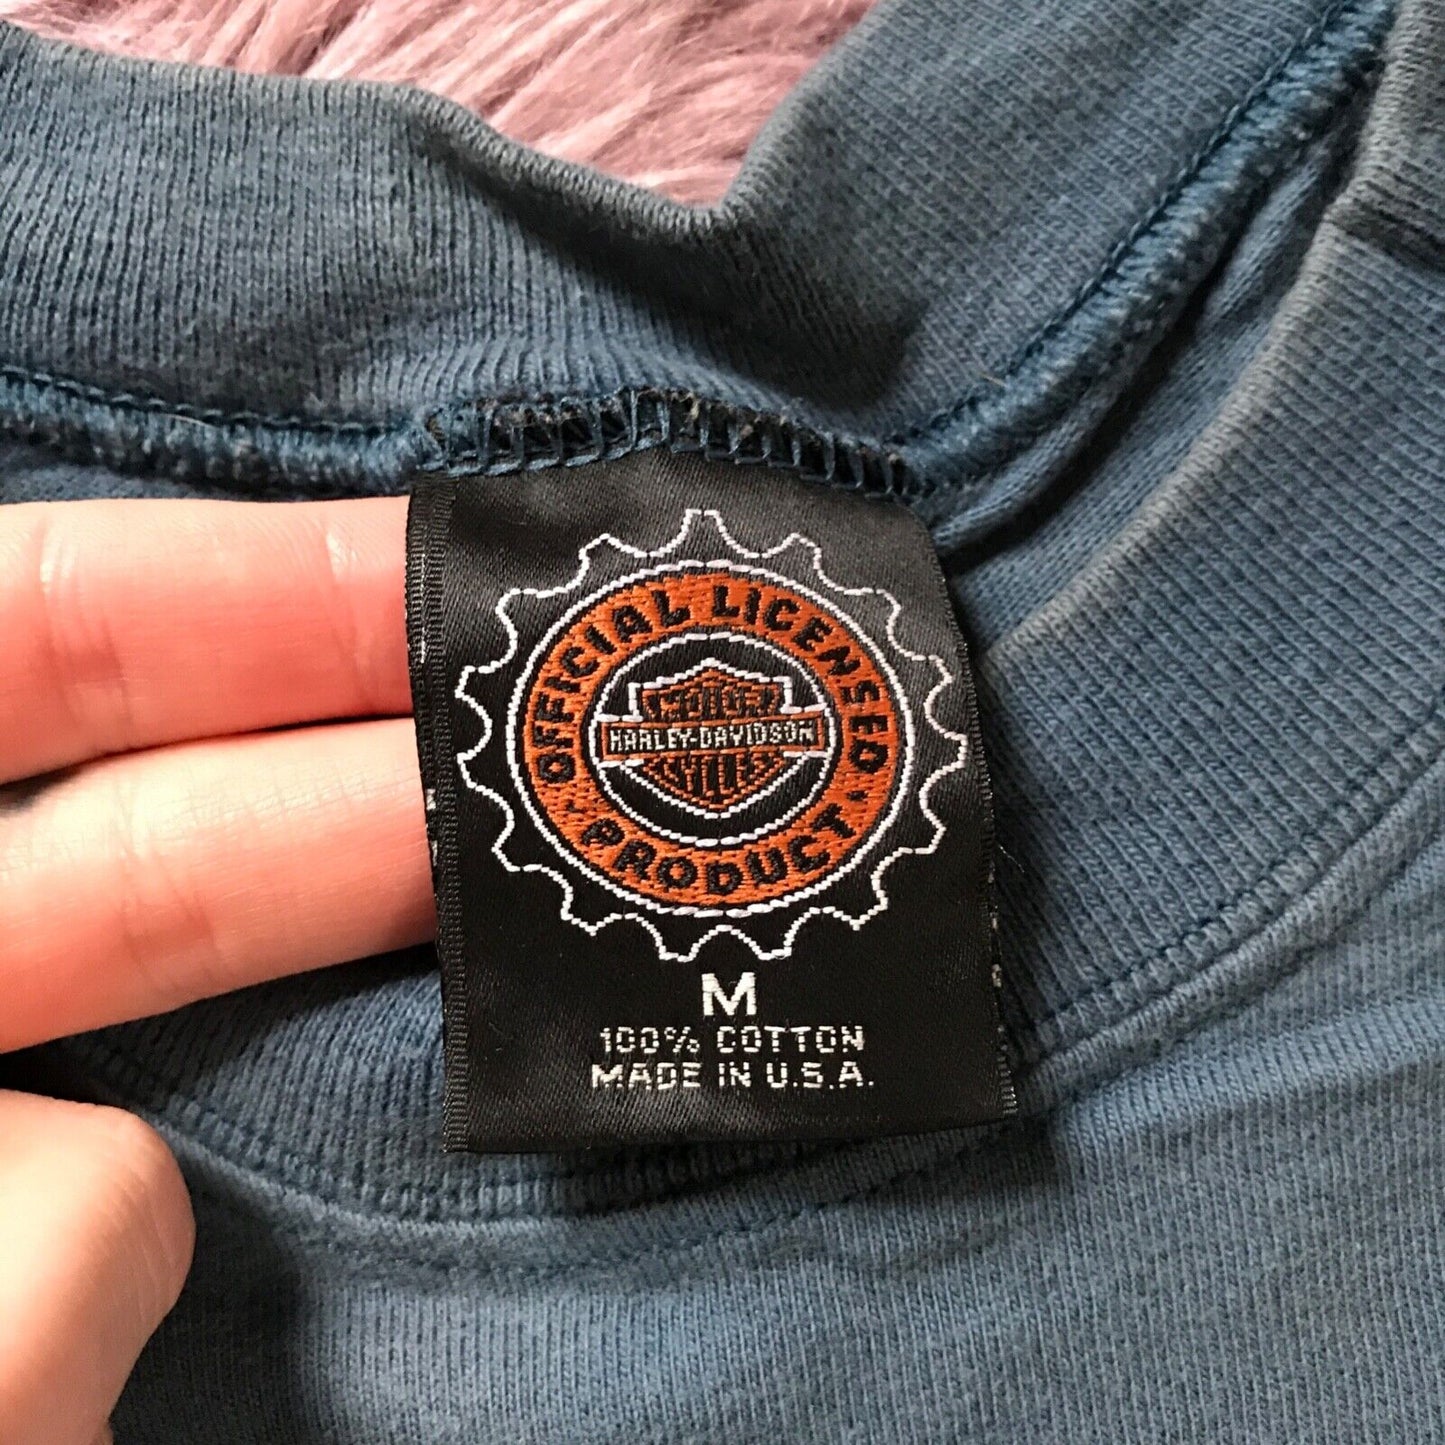 OFFICIAL LICENSED PRODUCT
HARLEY-DAVIDSON
M
100% COTTON
MADE IN U.S.A.